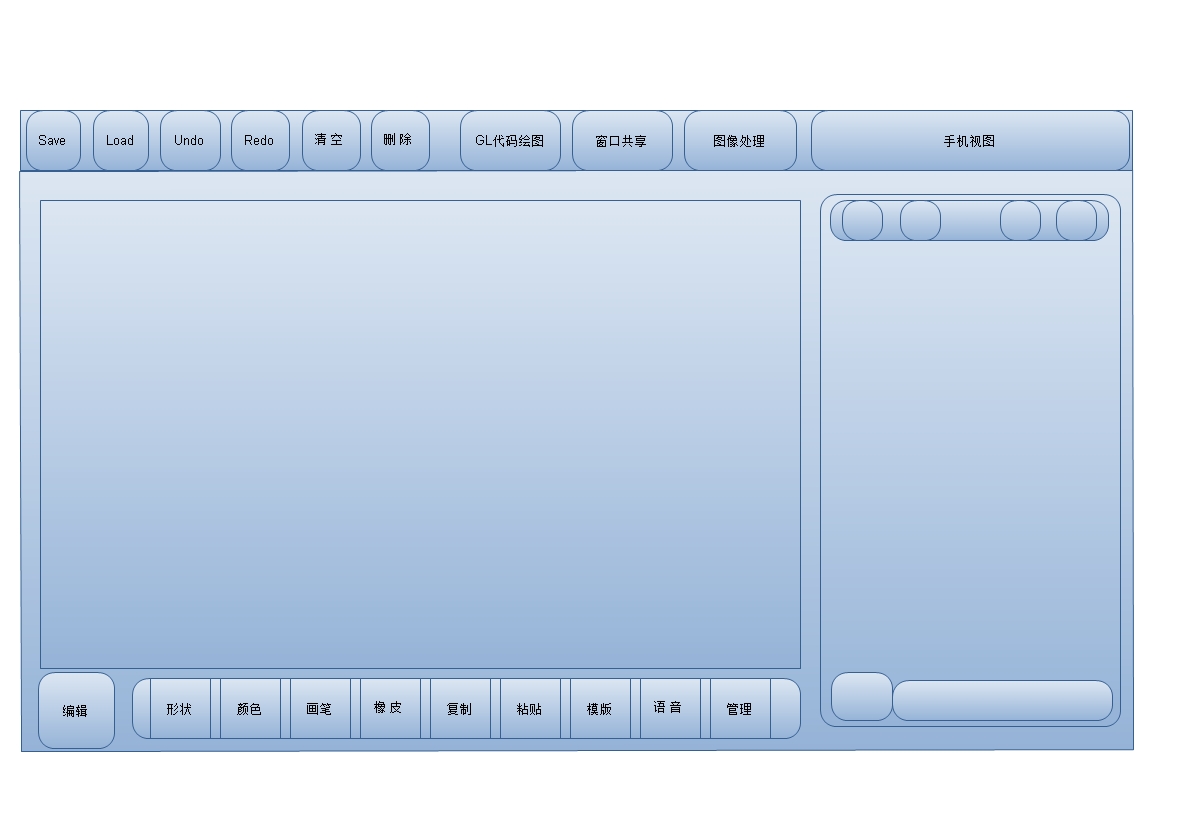 Save
Load
Undo
Redo
清 空
删 除
GL代码绘图
窗口共享
图像处理
手机视图
编辑
形状
颜色
画笔
橡 皮
复制
粘贴
模版
语 音
管理